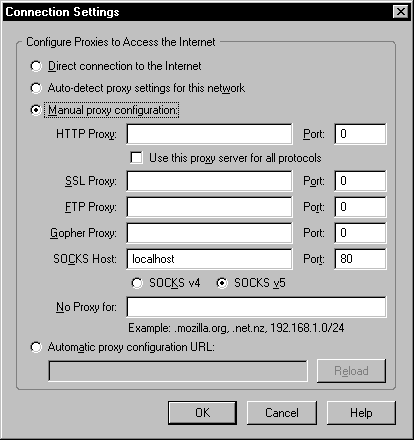 Connection Settings
Configure Proxies to Access the Internet
Direct connection to the Internet
Auto-detect proxy settings for this network
Manual proxy configuration:
HTTP Proxy: Port: 0
Use this proxy server for all protocols
SSL Proxy: Port: 0
FTP Proxy: Port: 0
Gopher Proxy: Port: 0
SOCKS Host: localhost Port: 80
SOCKS v4 SOCKS v5
No Proxy for:
Example: .mozilla.org, .net.nz, 192.168.1.0/24
Automatic proxy configuration URL:
Reload
OK Cancel Help